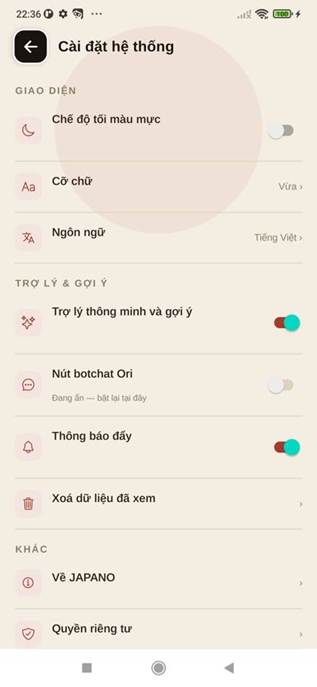 22:36
100
Cài đặt hệ thống
GIAO DIỆN
Chế độ tối màu mực
Aa
Cỡ chữ
Vừa ›
Ngôn ngữ
Tiếng Việt ›
TRỢ LÝ & GỢI Ý
Trợ lý thông minh và gợi ý
Nút botchat Ori
Đang ẩn — bật lại tại đây
Thông báo đẩy
Xoá dữ liệu đã xem
›
KHÁC
Về JAPANO
›
Quyền riêng tư
›